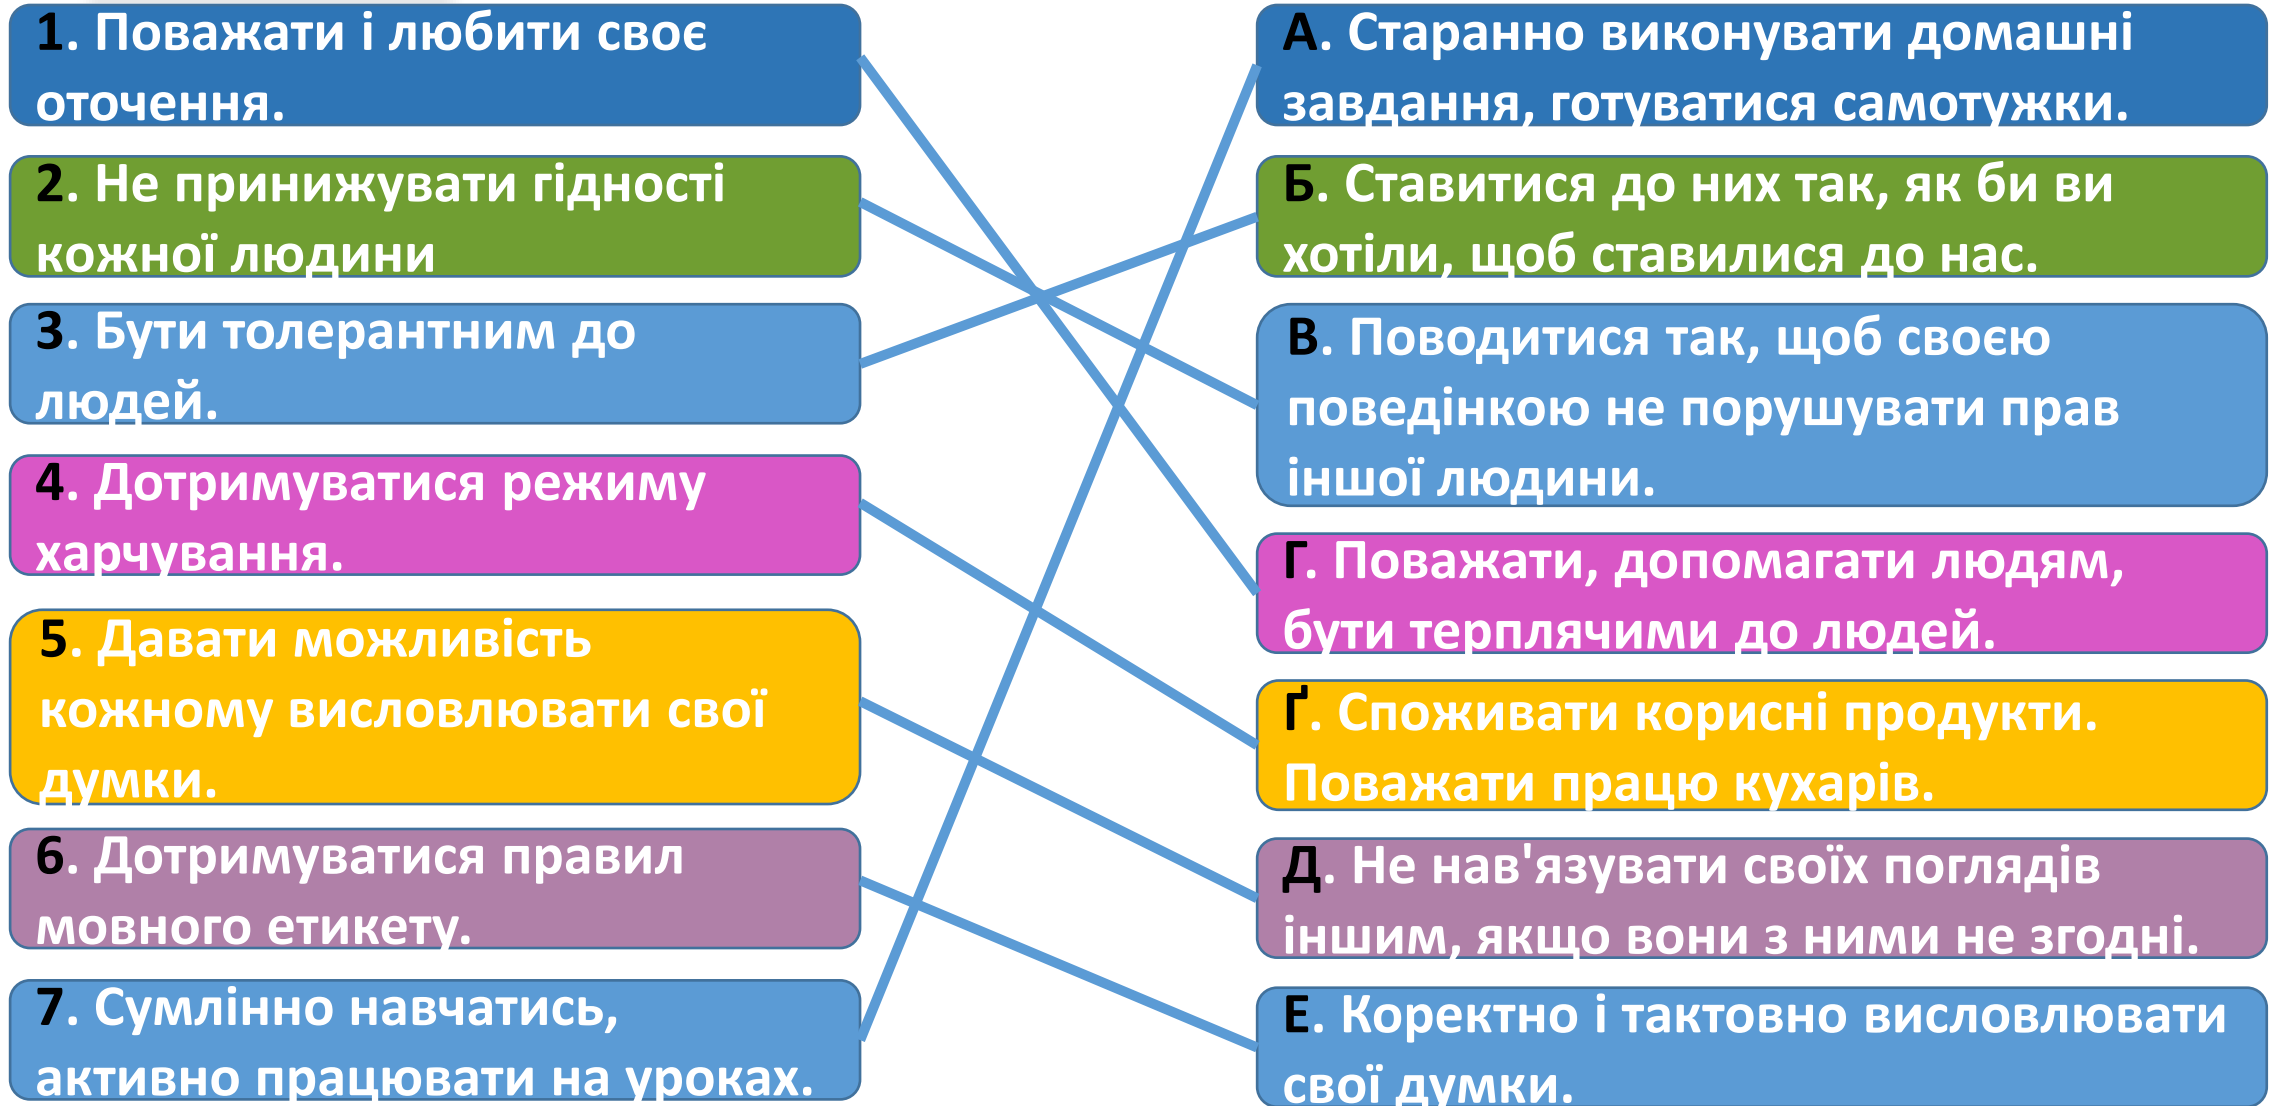 1. Поважати і любити своє
оточення.
2. Не принижувати гідності
кожної людини
3. Бути толерантним до
людей.
4. Дотримуватися режиму
харчування.
5. Давати можливість
кожному висловлювати свої
думки.
6. Дотримуватися правил
мовного етикету.
7. Сумлінно навчатись,
активно працювати на уроках.
А. Старанно виконувати домашні
завдання, готуватися самотужки.
Б. Ставитися до них так, як би ви
хотіли, щоб ставилися до нас.
В. Поводитися так, щоб своєю
поведінкою не порушувати прав
іншої людини.
Г. Поважати, допомагати людям,
бути терплячими до людей.
Ґ. Споживати корисні продукти.
Поважати працю кухарів.
Д. Не нав'язувати своїх поглядів
іншим, якщо вони з ними не згодні.
Е. Коректно і тактовно висловлювати
свої думки.